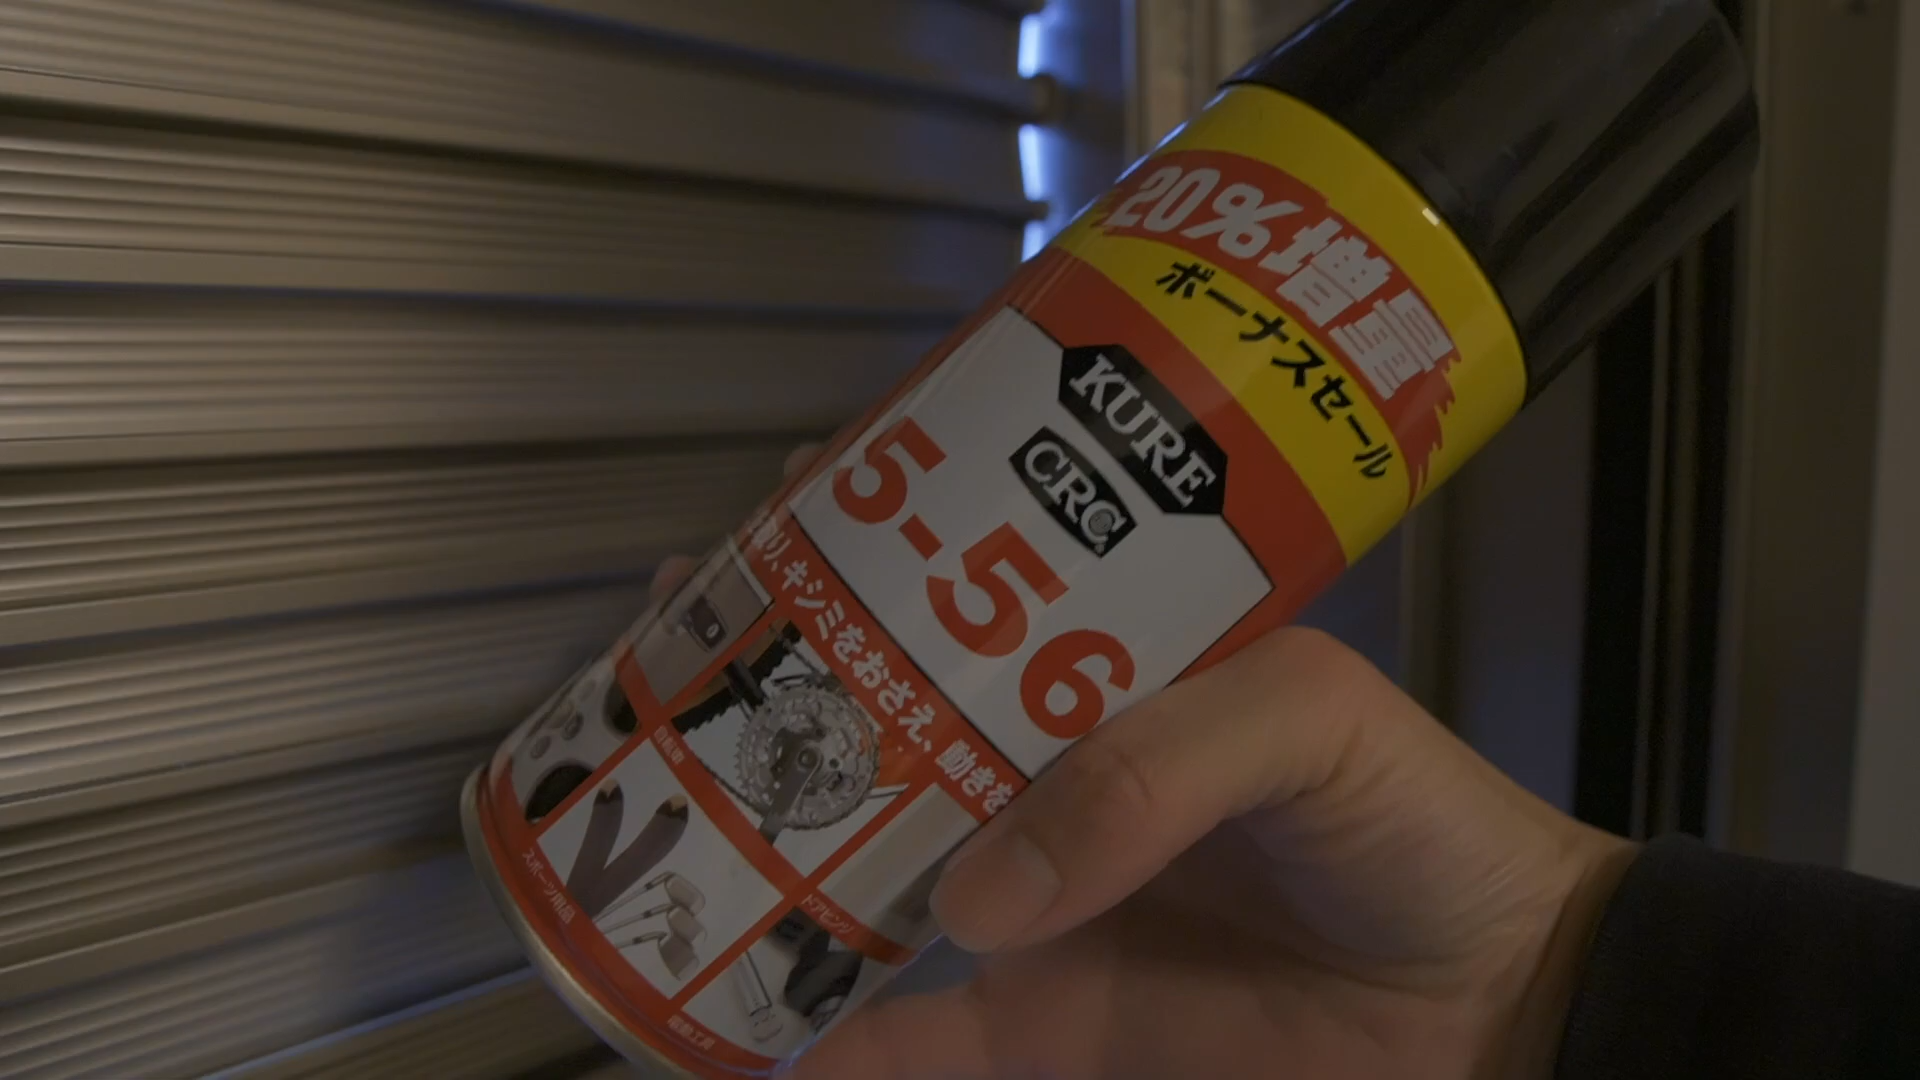 20%増量
ボーナスセール
KURE
CRC
5-56
取り、キシミをおさえ、動きを
自転車
ドアヒンジ
スポーツ用品
電動工具